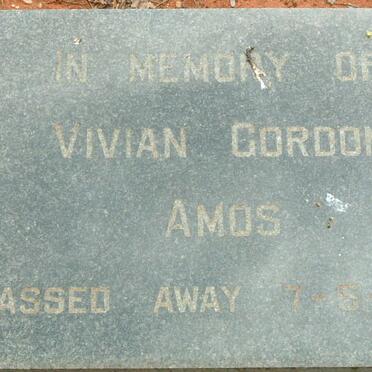 IN MEMORY OF
VIVIAN GORDON
AMOS
ASSED AWAY 7-5